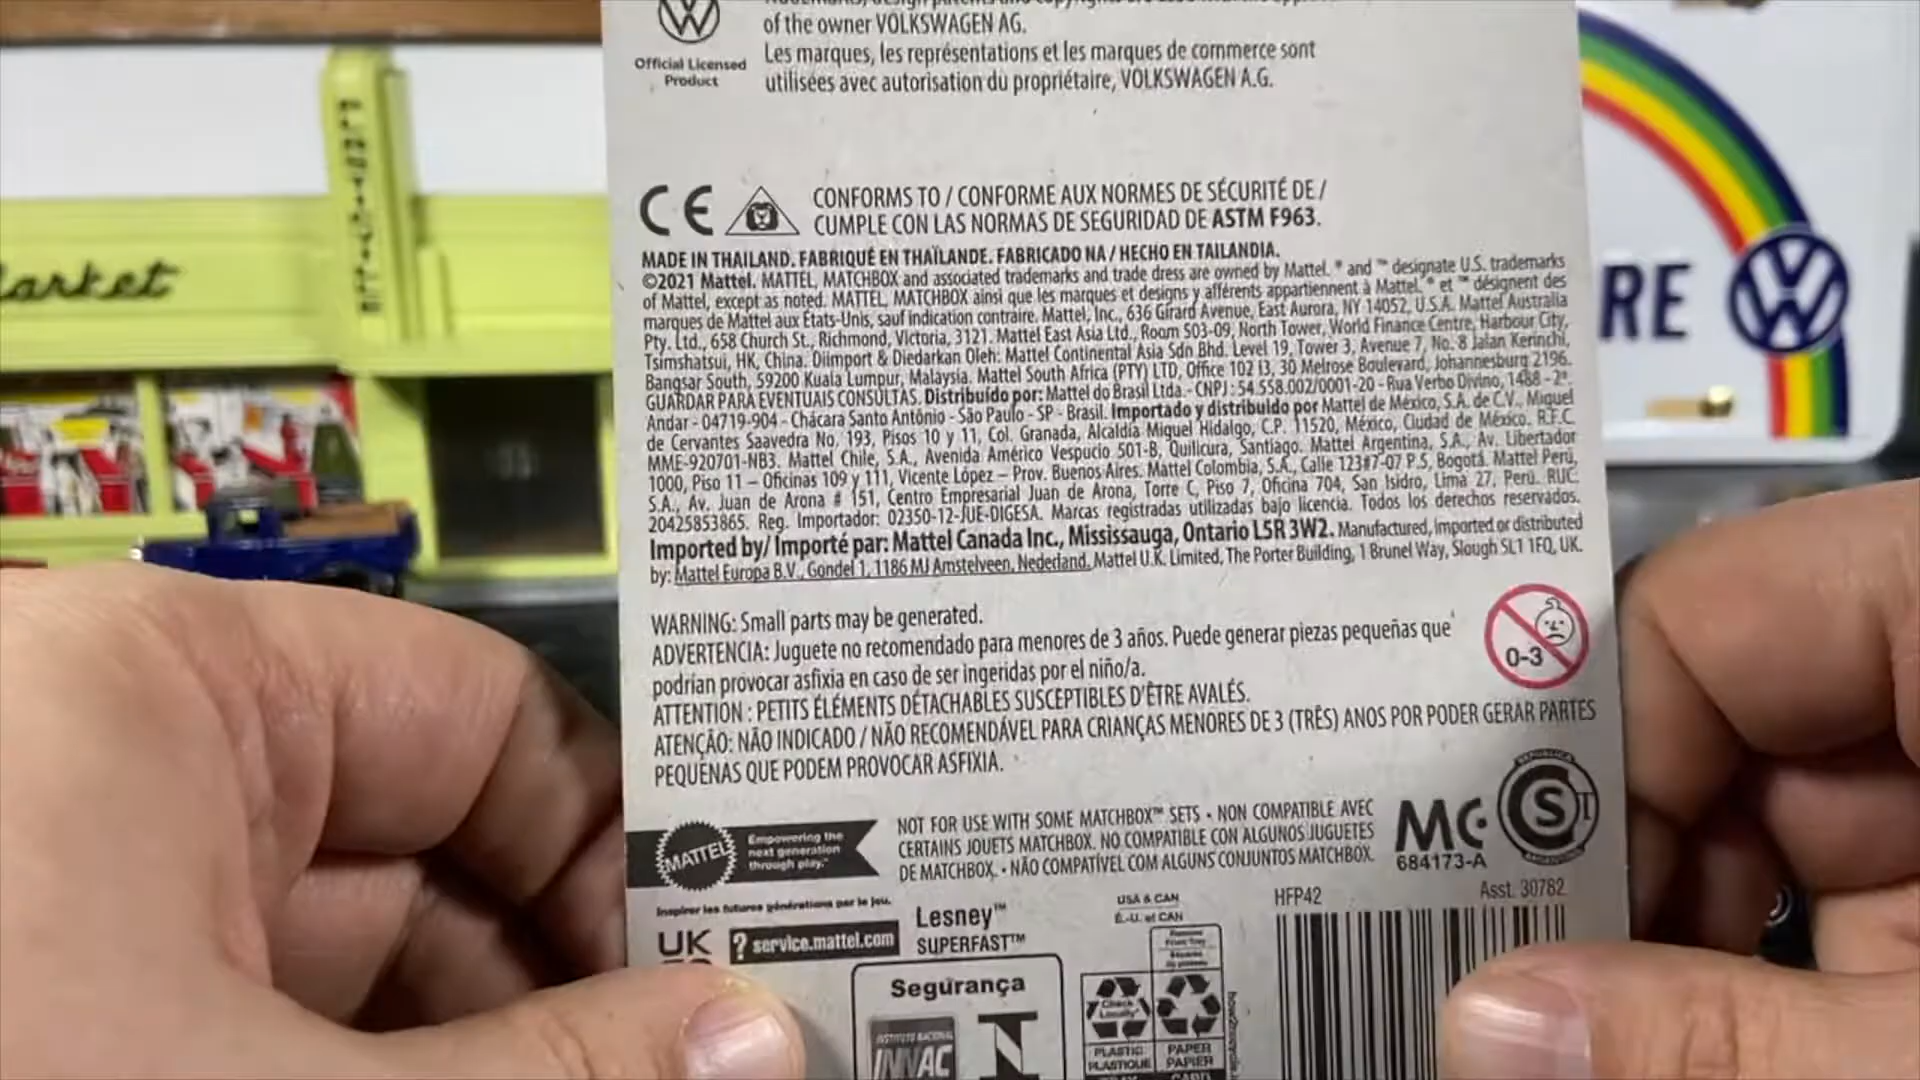 of the owner VOLKSWAGEN AG.
Les marques, les représentations et les marques de commerce sont
utilisées avec autorisation du propriétaire, VOLKSWAGEN A.G.
Official Licensed
Product
CE
CONFORMS TO / CONFORME AUX NORMES DE SÉCURITÉ DE /
CUMPLE CON LAS NORMAS DE SEGURIDAD DE ASTM F963.
MADE IN THAILAND. FABRIQUÉ EN THAÏLANDE. FABRICADO NA / HECHO EN TAILANDIA.
©2021 Mattel. MATTEL, MATCHBOX and associated trademarks and trade dress are owned by Mattel. ® and ™ designate U.S. trademarks
of Mattel, except as noted. MATTEL, MATCHBOX ainsi que les marques et designs y afférents appartiennent à Mattel. ® et ™ désignent des
marques de Mattel aux États-Unis, sauf indication contraire. Mattel, Inc., 636 Girard Avenue, East Aurora, NY 14052, U.S.A. Mattel Australia
Pty. Ltd., 658 Church St., Richmond, Victoria, 3121. Mattel East Asia Ltd., Room 503-09, North Tower, World Finance Centre, Harbour City,
Tsimshatsui, HK, China. Diimport & Diedarkan Oleh: Mattel Continental Asia Sdn Bhd. Level 19, Tower 3, Avenue 7, No. 8 Jalan Kerinchi,
Bangsar South, 59200 Kuala Lumpur, Malaysia. Mattel South Africa (PTY) LTD, Office 102 I3, 30 Melrose Boulevard, Johannesburg 2196.
GUARDAR PARA EVENTUAIS CONSULTAS. Distribuído por: Mattel do Brasil Ltda.- CNPJ : 54.558.002/0001-20 - Rua Verbo Divino, 1488 - 2º.
Andar - 04719-904 - Chácara Santo Antônio - São Paulo - SP - Brasil. Importado y distribuido por Mattel de México, S.A. de C.V., Miguel
de Cervantes Saavedra No. 193, Pisos 10 y 11, Col. Granada, Alcaldía Miguel Hidalgo, C.P. 11520, México, Ciudad de México. R.F.C.
MME-920701-NB3. Mattel Chile, S.A., Avenida Américo Vespucio 501-B, Quilicura, Santiago. Mattel Argentina, S.A., Av. Libertador
1000, Piso 11 – Oficinas 109 y 111, Vicente López – Prov. Buenos Aires. Mattel Colombia, S.A., Calle 123#7-07 P.5, Bogotá. Mattel Perú,
S.A., Av. Juan de Arona # 151, Centro Empresarial Juan de Arona, Torre C, Piso 7, Oficina 704, San Isidro, Lima 27, Perú. RUC:
20425853865. Reg. Importador: 02350-12-JUE-DIGESA. Marcas registradas utilizadas bajo licencia. Todos los derechos reservados.
Imported by/ Importé par: Mattel Canada Inc., Mississauga, Ontario L5R 3W2. Manufactured, imported or distributed
by: Mattel Europa B.V., Gondel 1, 1186 MJ Amstelveen, Nederland. Mattel U.K. Limited, The Porter Building, 1 Brunel Way, Slough SL1 1FQ, UK.
WARNING: Small parts may be generated.
ADVERTENCIA: Juguete no recomendado para menores de 3 años. Puede generar piezas pequeñas que
podrían provocar asfixia en caso de ser ingeridas por el niño/a.
ATTENTION : PETITS ÉLÉMENTS DÉTACHABLES SUSCEPTIBLES D'ÊTRE AVALÉS.
ATENÇÃO: NÃO INDICADO / NÃO RECOMENDÁVEL PARA CRIANÇAS MENORES DE 3 (TRÊS) ANOS POR PODER GERAR PARTES
PEQUENAS QUE PODEM PROVOCAR ASFIXIA.
0-3
MATTEL
Empowering the
next generation
through play.™
Inspirer les futures générations par le jeu.
NOT FOR USE WITH SOME MATCHBOX™ SETS • NON COMPATIBLE AVEC
CERTAINS JOUETS MATCHBOX. NO COMPATIBLE CON ALGUNOS JUGUETES
DE MATCHBOX. • NÃO COMPATÍVEL COM ALGUNS CONJUNTOS MATCHBOX.
MC
684173-A
S
HFP42
Asst. 30782
UK
? service.mattel.com
Lesney™
SUPERFAST™
USA & CAN
É.-U. et CAN
Segurança
Check
Locally*
PLASTIC
PLASTIQUE
PAPER
PAPIER
CARD
arket
RE